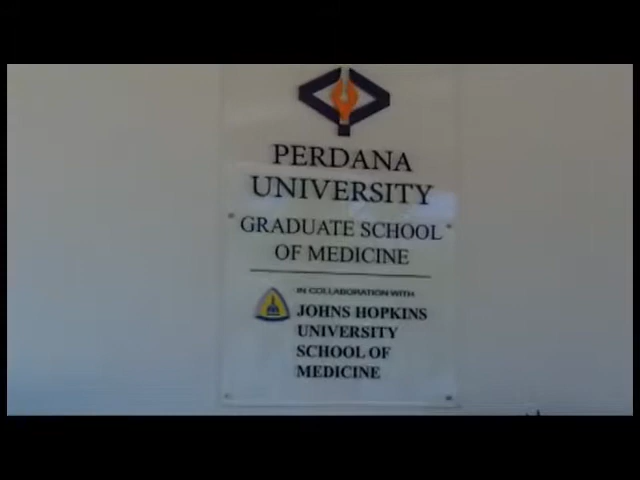 PERDANA
UNIVERSITY
GRADUATE SCHOOL
OF MEDICINE
IN COLLABORATION WITH
JOHNS HOPKINS
UNIVERSITY
SCHOOL OF
MEDICINE